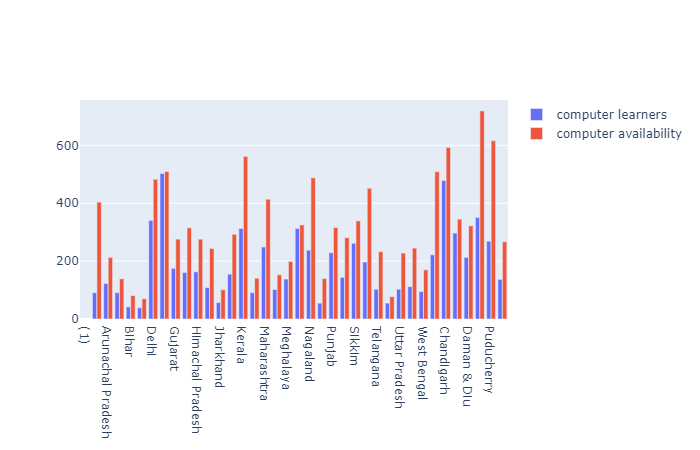 computer learners
computer availability
600
400
200
0
(1)
Arunachal Pradesh
Bihar
Delhi
Gujarat
Himachal Pradesh
Jharkhand
Kerala
Maharashtra
Meghalaya
Nagaland
Punjab
Sikkim
Telangana
Uttar Pradesh
West Bengal
Chandigarh
Daman & Diu
Puducherry